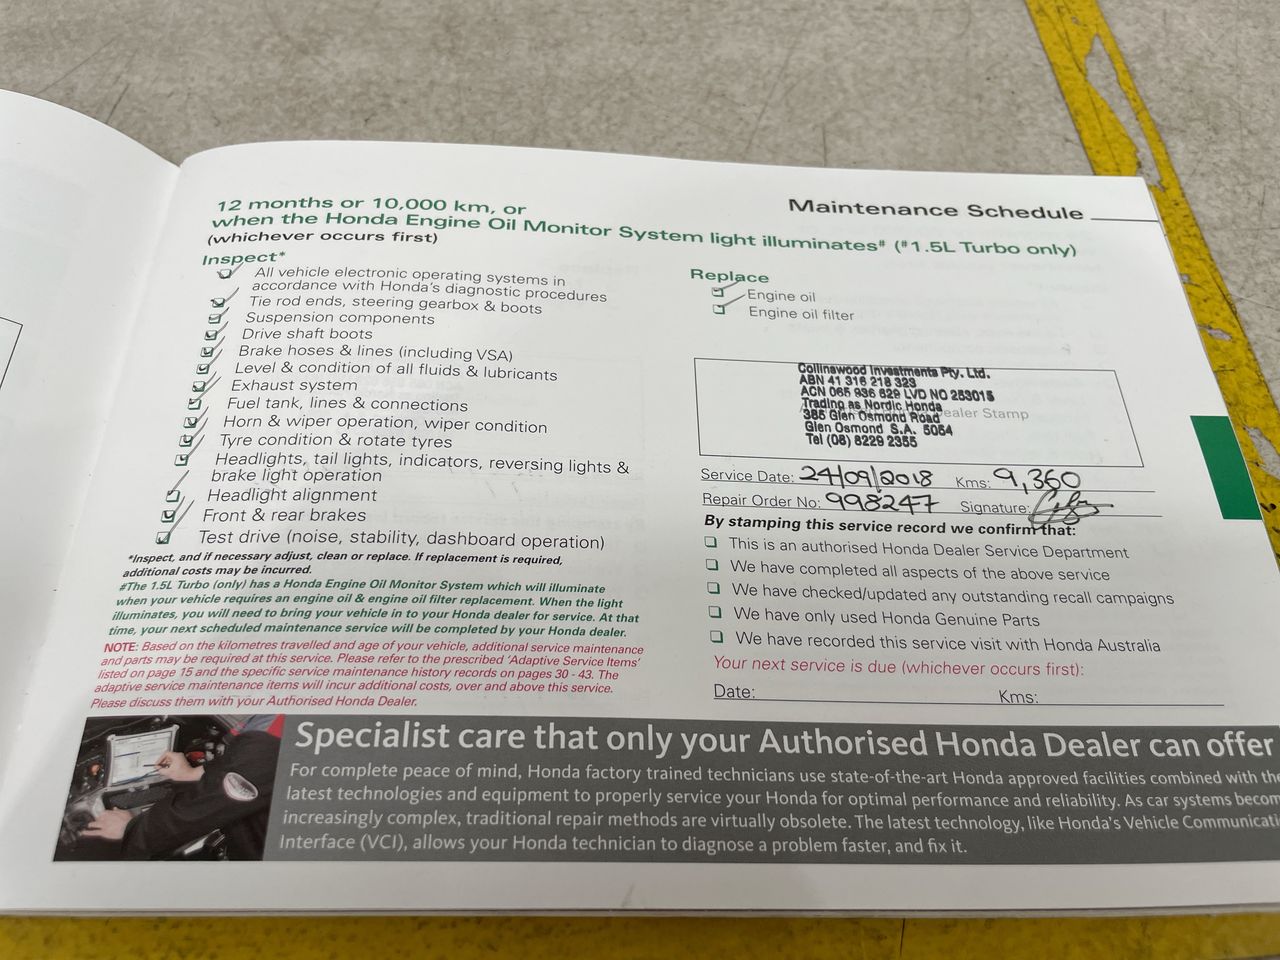 Maintenance Schedule
12 months or 10,000 km, or
when the Honda Engine Oil Monitor System light illuminates# (#1.5L Turbo only)
(whichever occurs first)
Inspect*
All vehicle electronic operating systems in
accordance with Honda's diagnostic procedures
Tie rod ends, steering gearbox & boots
Suspension components
Drive shaft boots
Brake hoses & lines (including VSA)
Level & condition of all fluids & lubricants
Exhaust system
Fuel tank, lines & connections
Horn & wiper operation, wiper condition
Tyre condition & rotate tyres
Headlights, tail lights, indicators, reversing lights &
brake light operation
Headlight alignment
Front & rear brakes
Test drive (noise, stability, dashboard operation)
*Inspect, and if necessary adjust, clean or replace. If replacement is required,
additional costs may be incurred.
#The 1.5L Turbo (only) has a Honda Engine Oil Monitor System which will illuminate
when your vehicle requires an engine oil & engine oil filter replacement. When the light
illuminates, you will need to bring your vehicle in to your Honda dealer for service. At that
time, your next scheduled maintenance service will be completed by your Honda dealer.
NOTE: Based on the kilometres travelled and age of your vehicle, additional service maintenance
and parts may be required at this service. Please refer to the prescribed 'Adaptive Service Items'
listed on page 15 and the specific service maintenance history records on pages 30 - 43. The
adaptive service maintenance items will incur additional costs, over and above this service.
Please discuss them with your Authorised Honda Dealer.
Replace
Engine oil
Engine oil filter
Collinswood Investments Pty. Ltd.
ABN 41 316 218 323
ACN 065 936 829 LVD NO 253015
Trading as Nordic Honda
385 Glen Osmond Road
Glen Osmond S.A. 5064
Tel (08) 8229 2355
ealer Stamp
Service Date: 24/09/2018 Kms: 9,360
Repair Order No: 998247 Signature:
By stamping this service record we confirm that:
This is an authorised Honda Dealer Service Department
We have completed all aspects of the above service
We have checked/updated any outstanding recall campaigns
We have only used Honda Genuine Parts
We have recorded this service visit with Honda Australia
Your next service is due (whichever occurs first):
Date: Kms:
Specialist care that only your Authorised Honda Dealer can offer
For complete peace of mind, Honda factory trained technicians use state-of-the-art Honda approved facilities combined with the
latest technologies and equipment to properly service your Honda for optimal performance and reliability. As car systems becom
increasingly complex, traditional repair methods are virtually obsolete. The latest technology, like Honda's Vehicle Communicati
Interface (VCI), allows your Honda technician to diagnose a problem faster, and fix it.